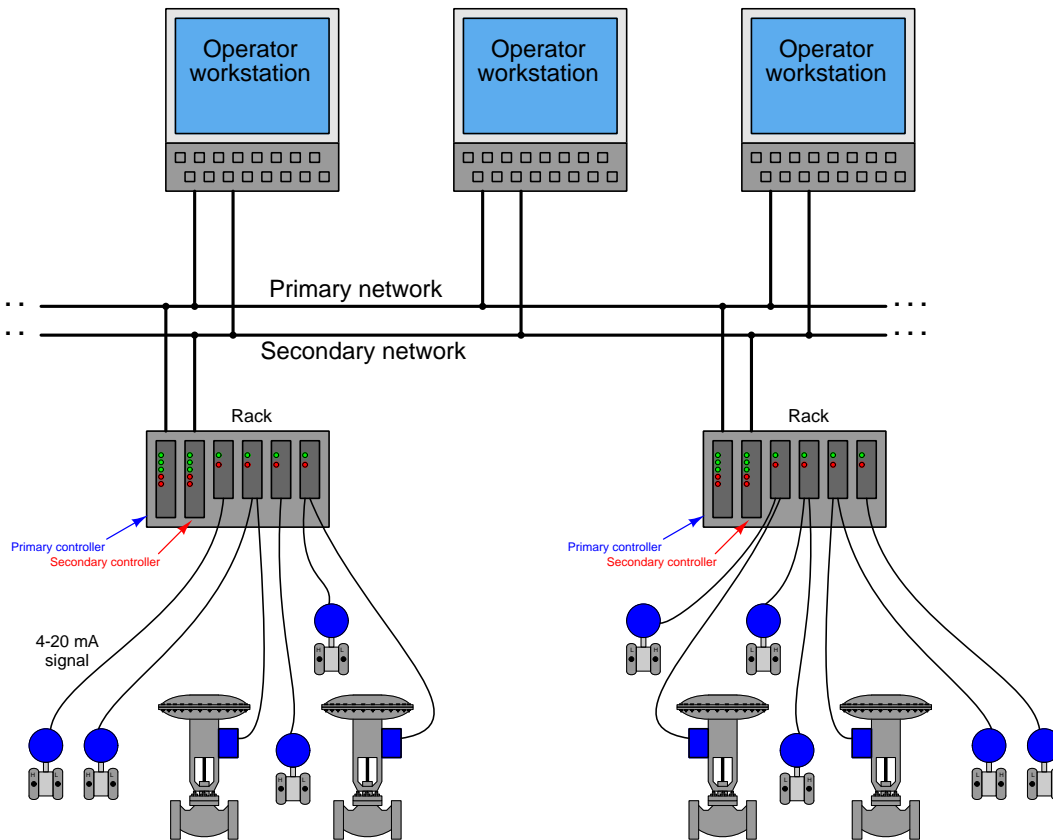 Operator
workstation
Operator
workstation
Operator
workstation
Primary network
Secondary network
Rack
Rack
Primary controller
Secondary controller
Primary controller
Secondary controller
4-20 mA
signal
H L
H L
H L
H L
H L
H L
H L
H L
H L